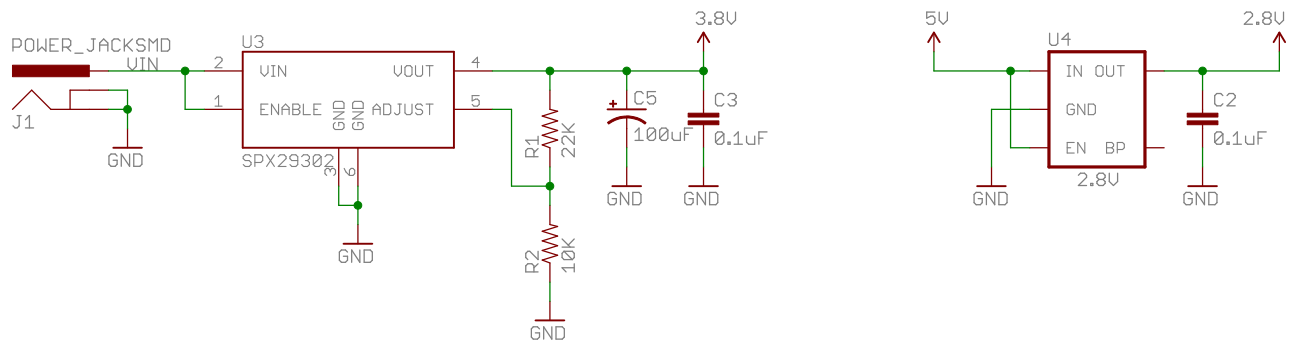 3.8V
5V
2.8V
POWER_JACKSMD
U3
U4
VIN
2
VIN
VOUT
4
IN
OUT
1
ENABLE
GND
GND
ADJUST
5
C5
C3
GND
C2
J1
R1
22K
100uF
0.1uF
0.1uF
GND
SPX29302
3
6
EN
BP
2.8V
GND
GND
GND
GND
GND
R2
10K
GND